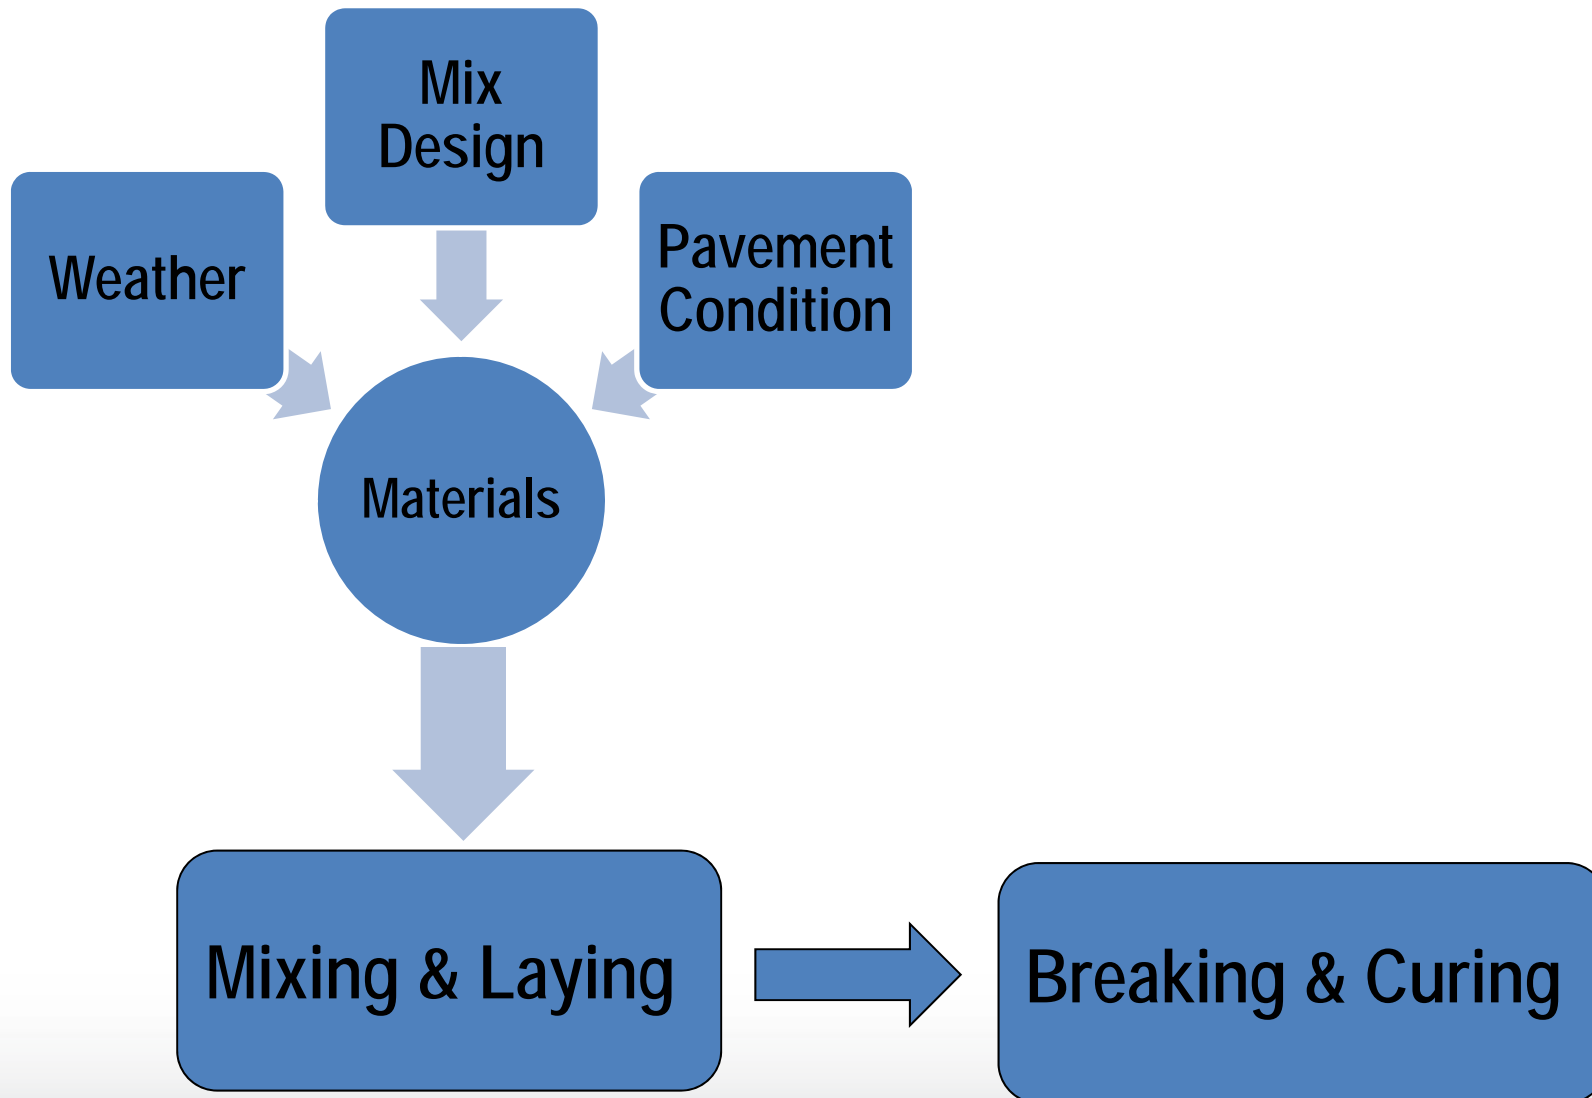 Mix
Design
Weather
Pavement
Condition
Materials
Mixing & Laying
Breaking & Curing